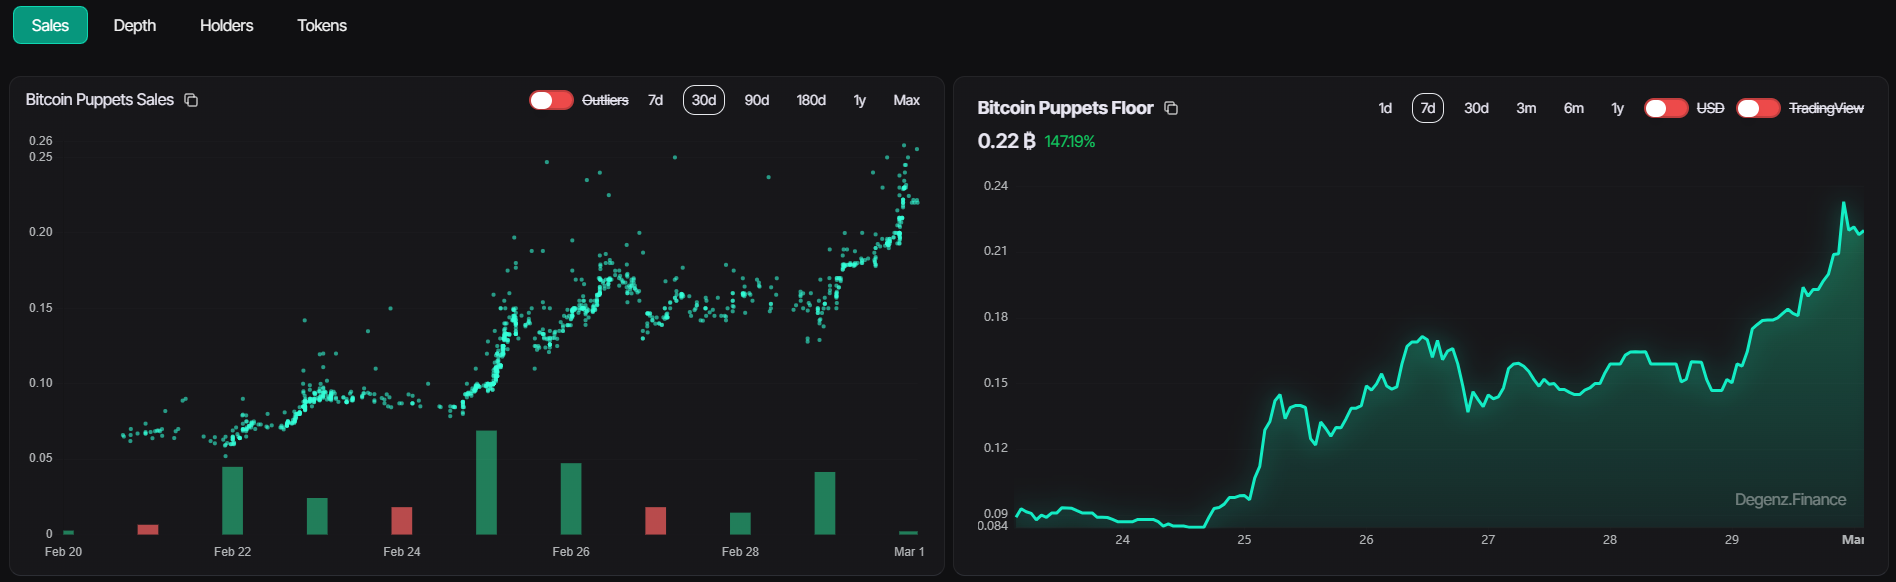 Sales Depth Holders Tokens
Bitcoin Puppets Sales
Outliers 7d 30d 90d 180d 1y Max
0.26
0.25
0.20
0.15
0.10
0.05
0
Feb 20 Feb 22 Feb 24 Feb 26 Feb 28 Mar 1
Bitcoin Puppets Floor
1d 7d 30d 3m 6m 1y USD TradingView
0.22 ₿ 147.19%
0.24
0.21
0.18
0.15
0.12
0.09
0.084
Degenz.Finance
24 25 26 27 28 29 Mar